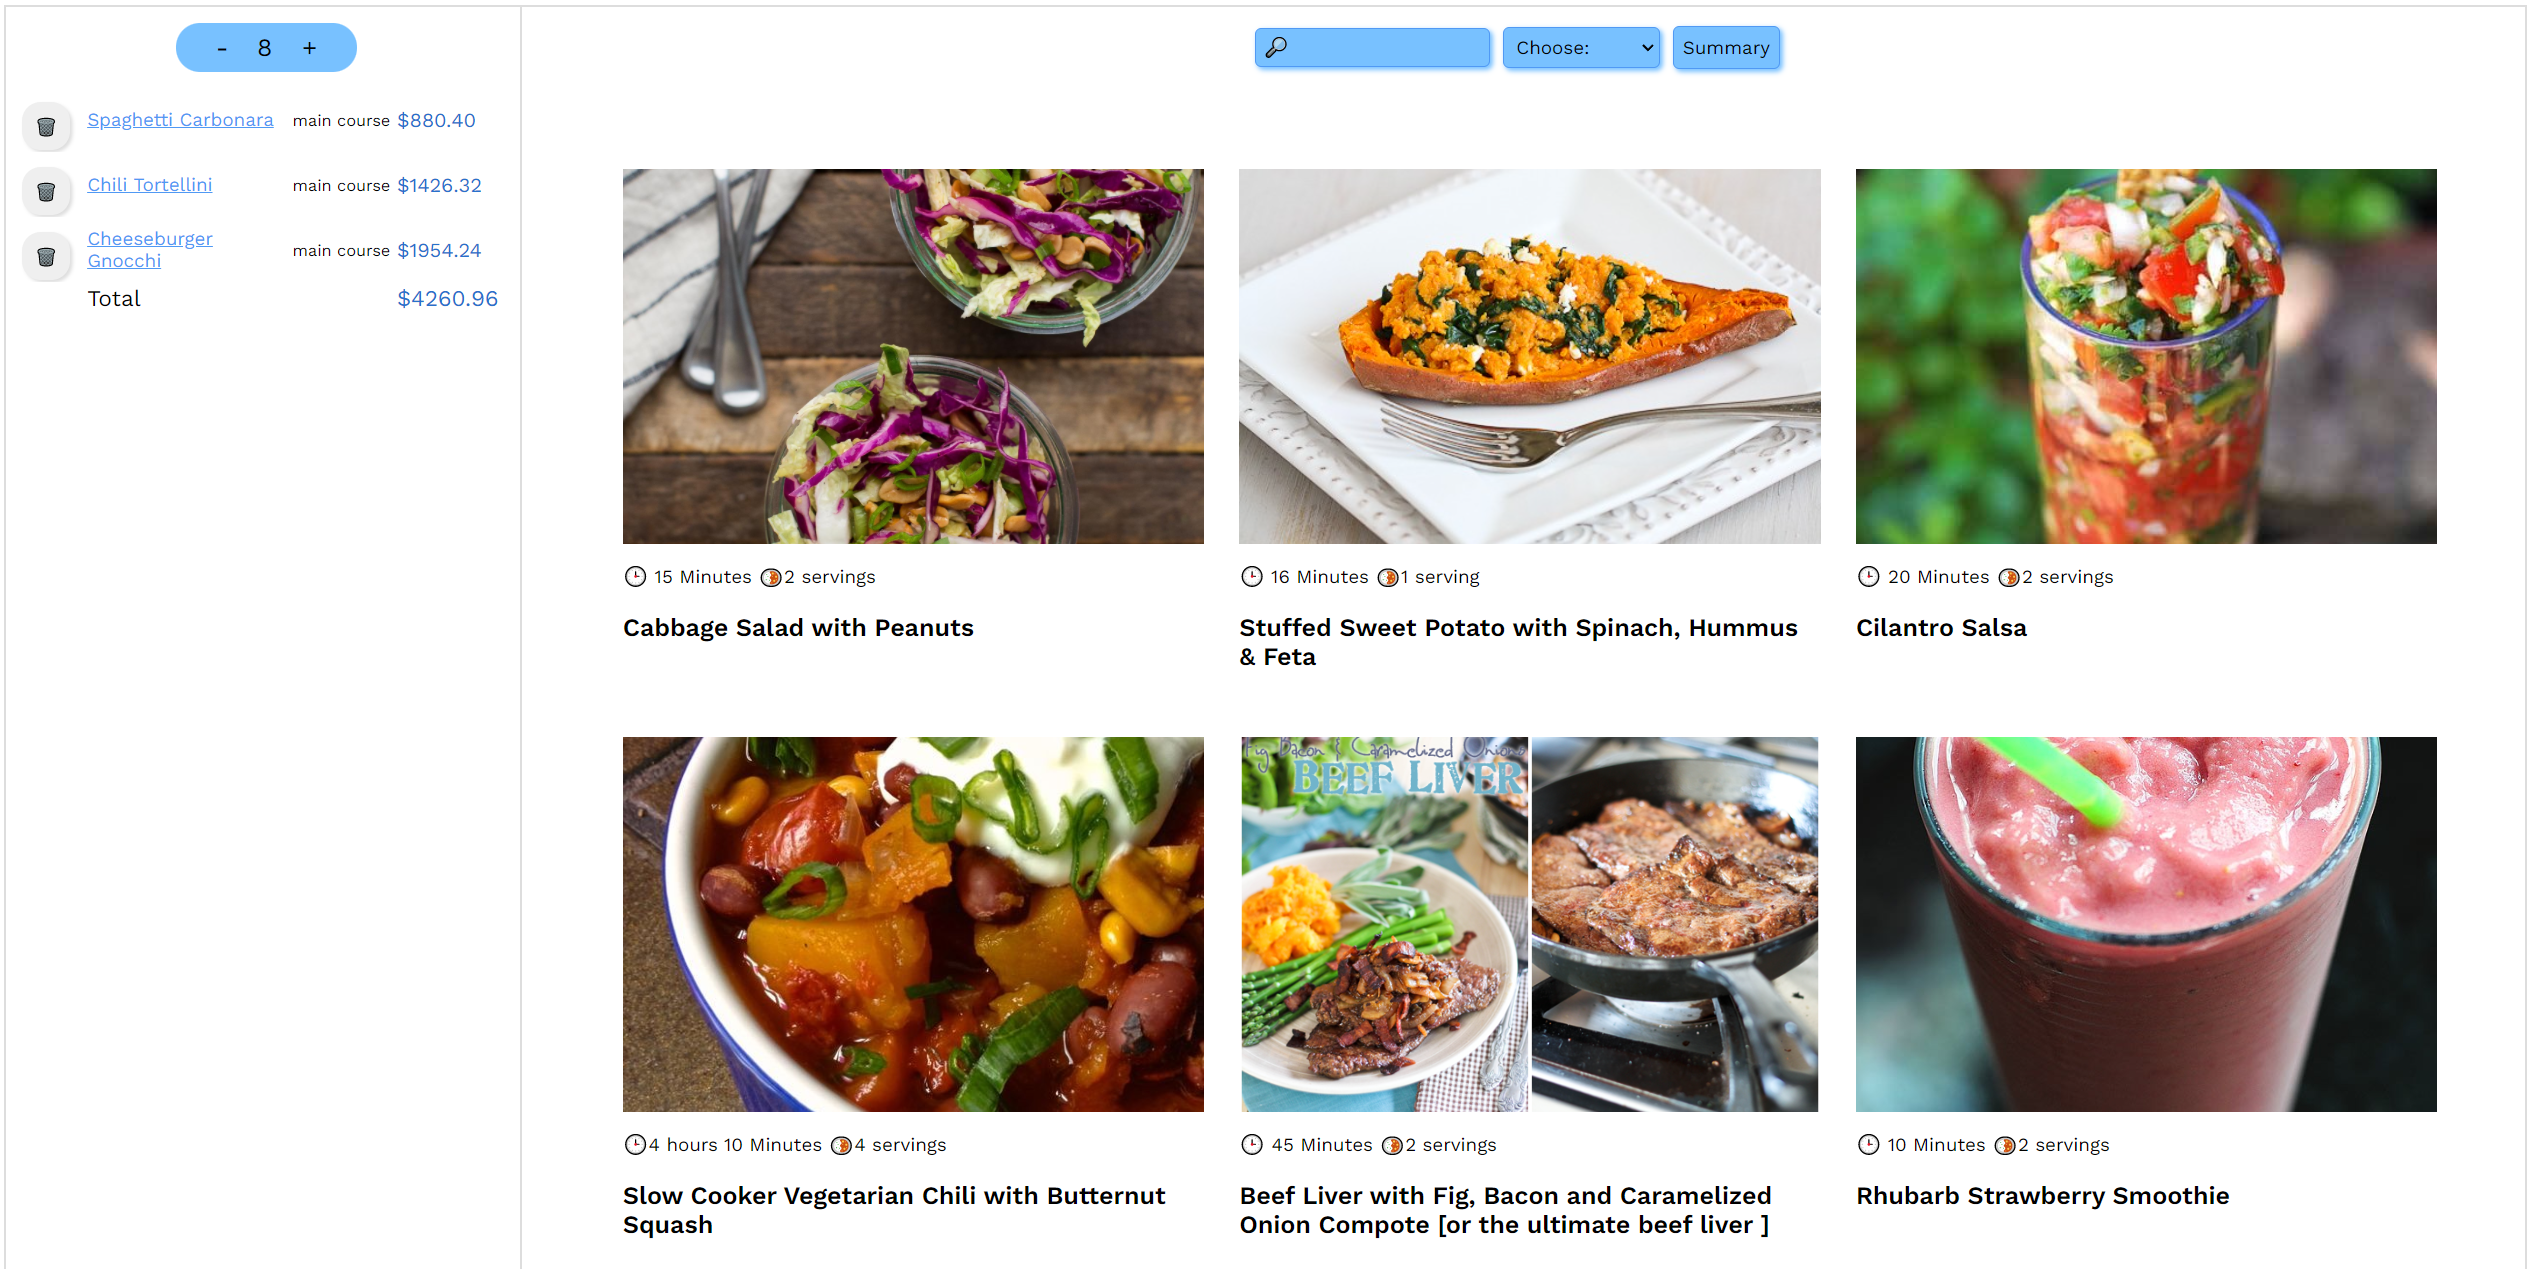 - 8 +
Spaghetti Carbonara main course $880.40
Chili Tortellini main course $1426.32
Cheeseburger
Gnocchi main course $1954.24
Total $4260.96
Choose: Summary
15 Minutes 2 servings
Cabbage Salad with Peanuts
16 Minutes 1 serving
Stuffed Sweet Potato with Spinach, Hummus
& Feta
20 Minutes 2 servings
Cilantro Salsa
4 hours 10 Minutes 4 servings
Slow Cooker Vegetarian Chili with Butternut
Squash
Fig Bacon & Caramelized Onion
BEEF LIVER
45 Minutes 2 servings
Beef Liver with Fig, Bacon and Caramelized
Onion Compote [or the ultimate beef liver ]
10 Minutes 2 servings
Rhubarb Strawberry Smoothie